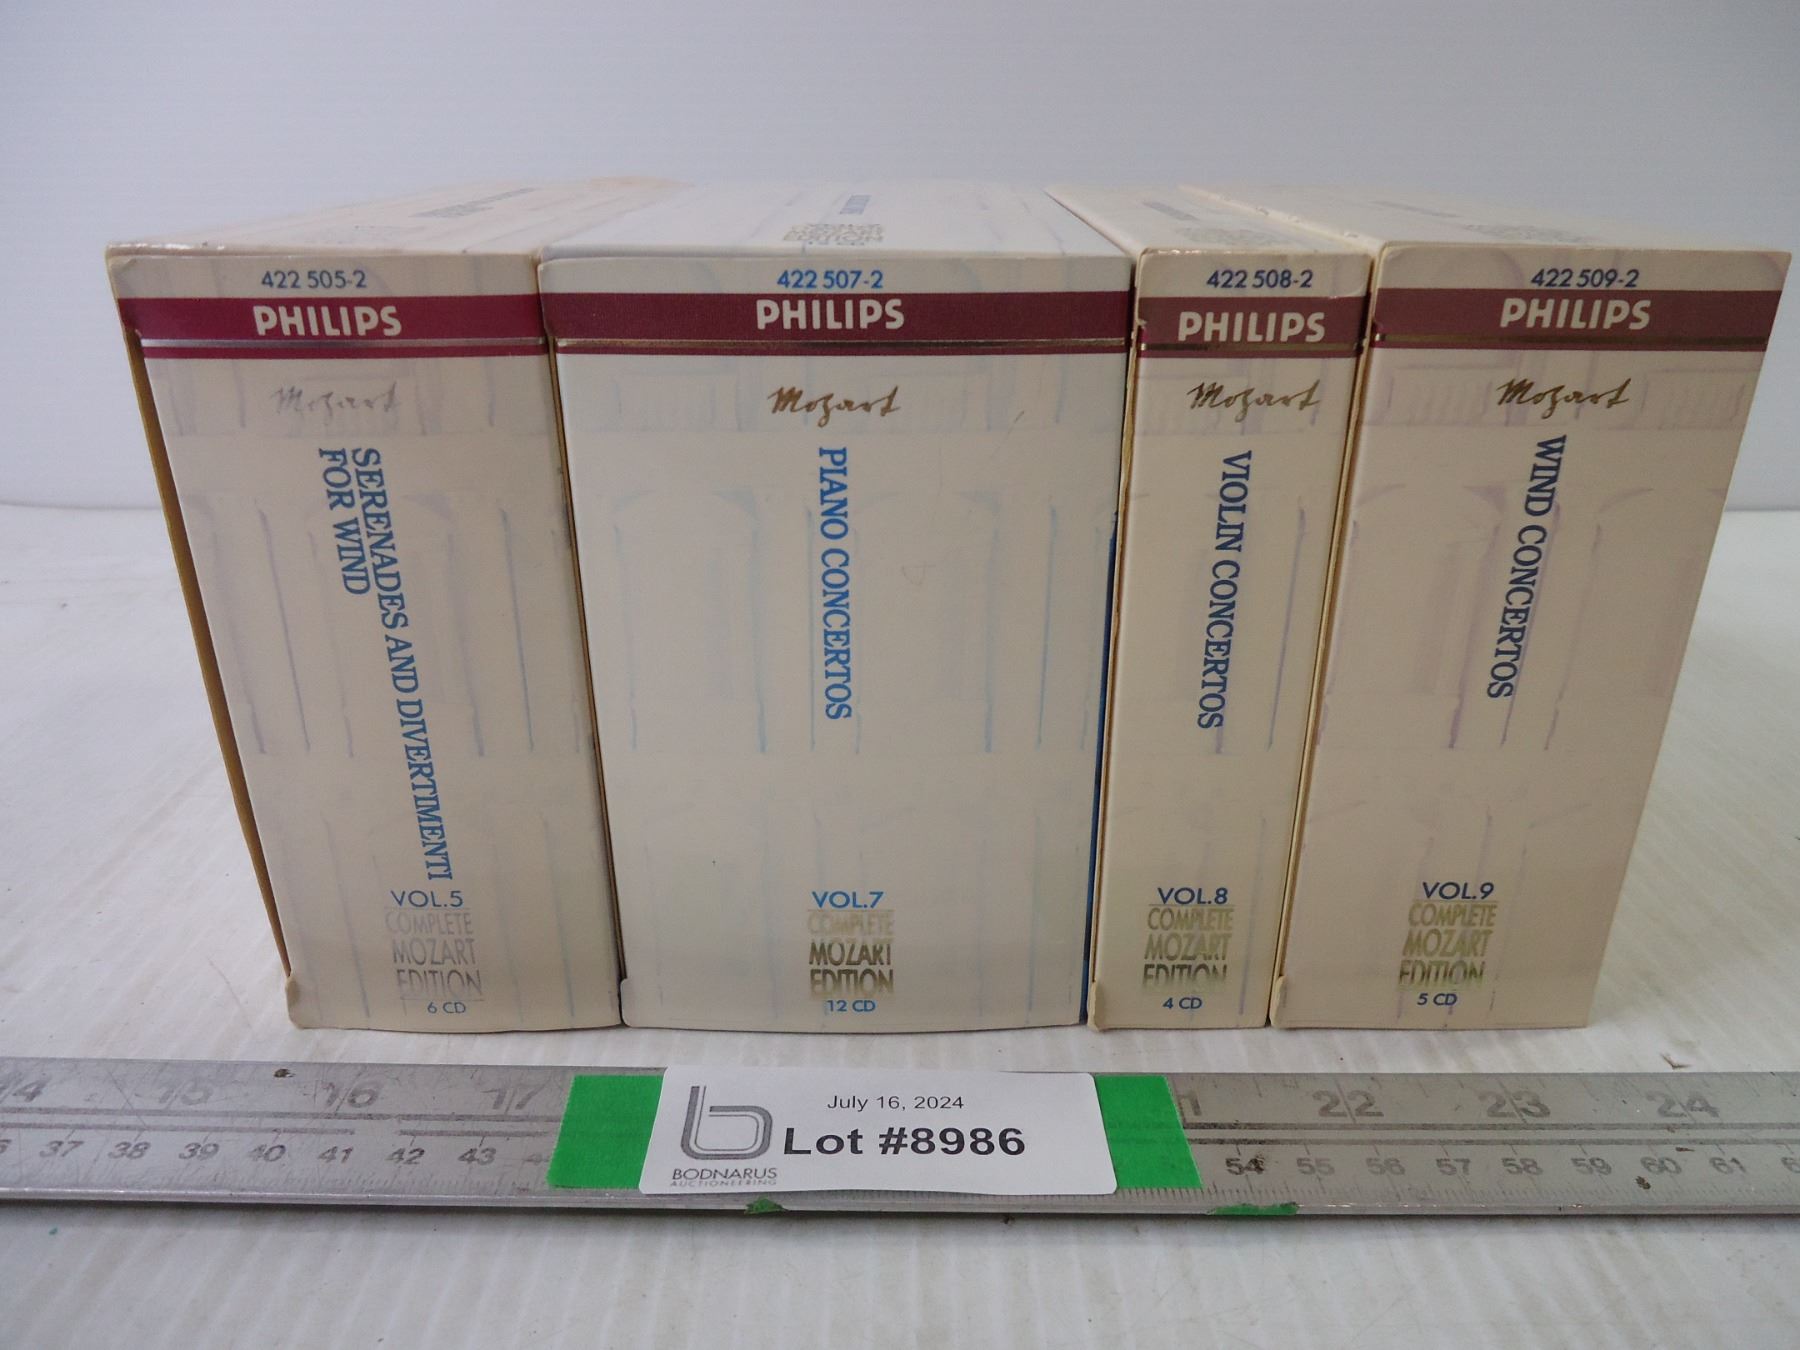 422 505-2
PHILIPS
Mozart
SERENADES AND DIVERTIMENTI
FOR WIND
VOL.5
COMPLETE
MOZART
EDITION
6 CD
422 507-2
PHILIPS
Mozart
PIANO CONCERTOS
VOL.7
COMPLETE
MOZART
EDITION
12 CD
422 508-2
PHILIPS
Mozart
VIOLIN CONCERTOS
VOL.8
COMPLETE
MOZART
EDITION
4 CD
422 509-2
PHILIPS
Mozart
WIND CONCERTOS
VOL.9
COMPLETE
MOZART
EDITION
5 CD
15 16 17 22 23 24
37 38 39 40 41 42 43 54 55 56 57 58 59 60 61
July 16, 2024
Lot #8986
BODNARUS
AUCTIONEERING